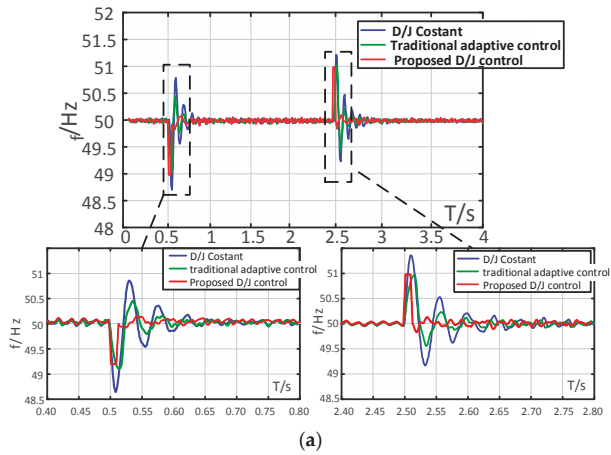 52
51.5
51
50.5
50
49.5
49
48.5
48
f/Hz
D/J Costant
Traditional adaptive control
Proposed D/J control
T/s
0 0.5 1 1.5 2 2.5 3 3.5 4
51
50.5
50
49.5
49
48.5
f/Hz
D/J Costant
traditional adaptive control
Proposed D/J control
T/s
0.40 0.45 0.50 0.55 0.60 0.65 0.70 0.75 0.80
51
50.5
50
49.5
49
48.5
f/Hz
D/J Costant
traditional adaptive control
Proposed D/J control
T/s
2.40 2.45 2.50 2.55 2.60 2.65 2.70 2.75 2.80
(a)